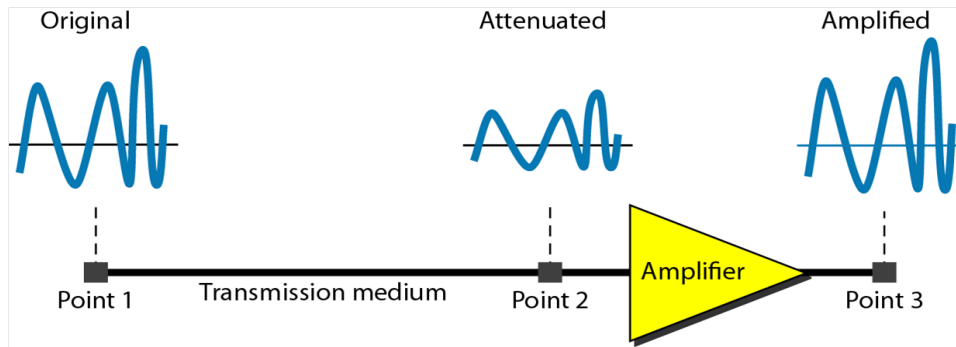 Original
Attenuated
Amplified
Amplifier
Transmission medium
Point 1
Point 2
Point 3